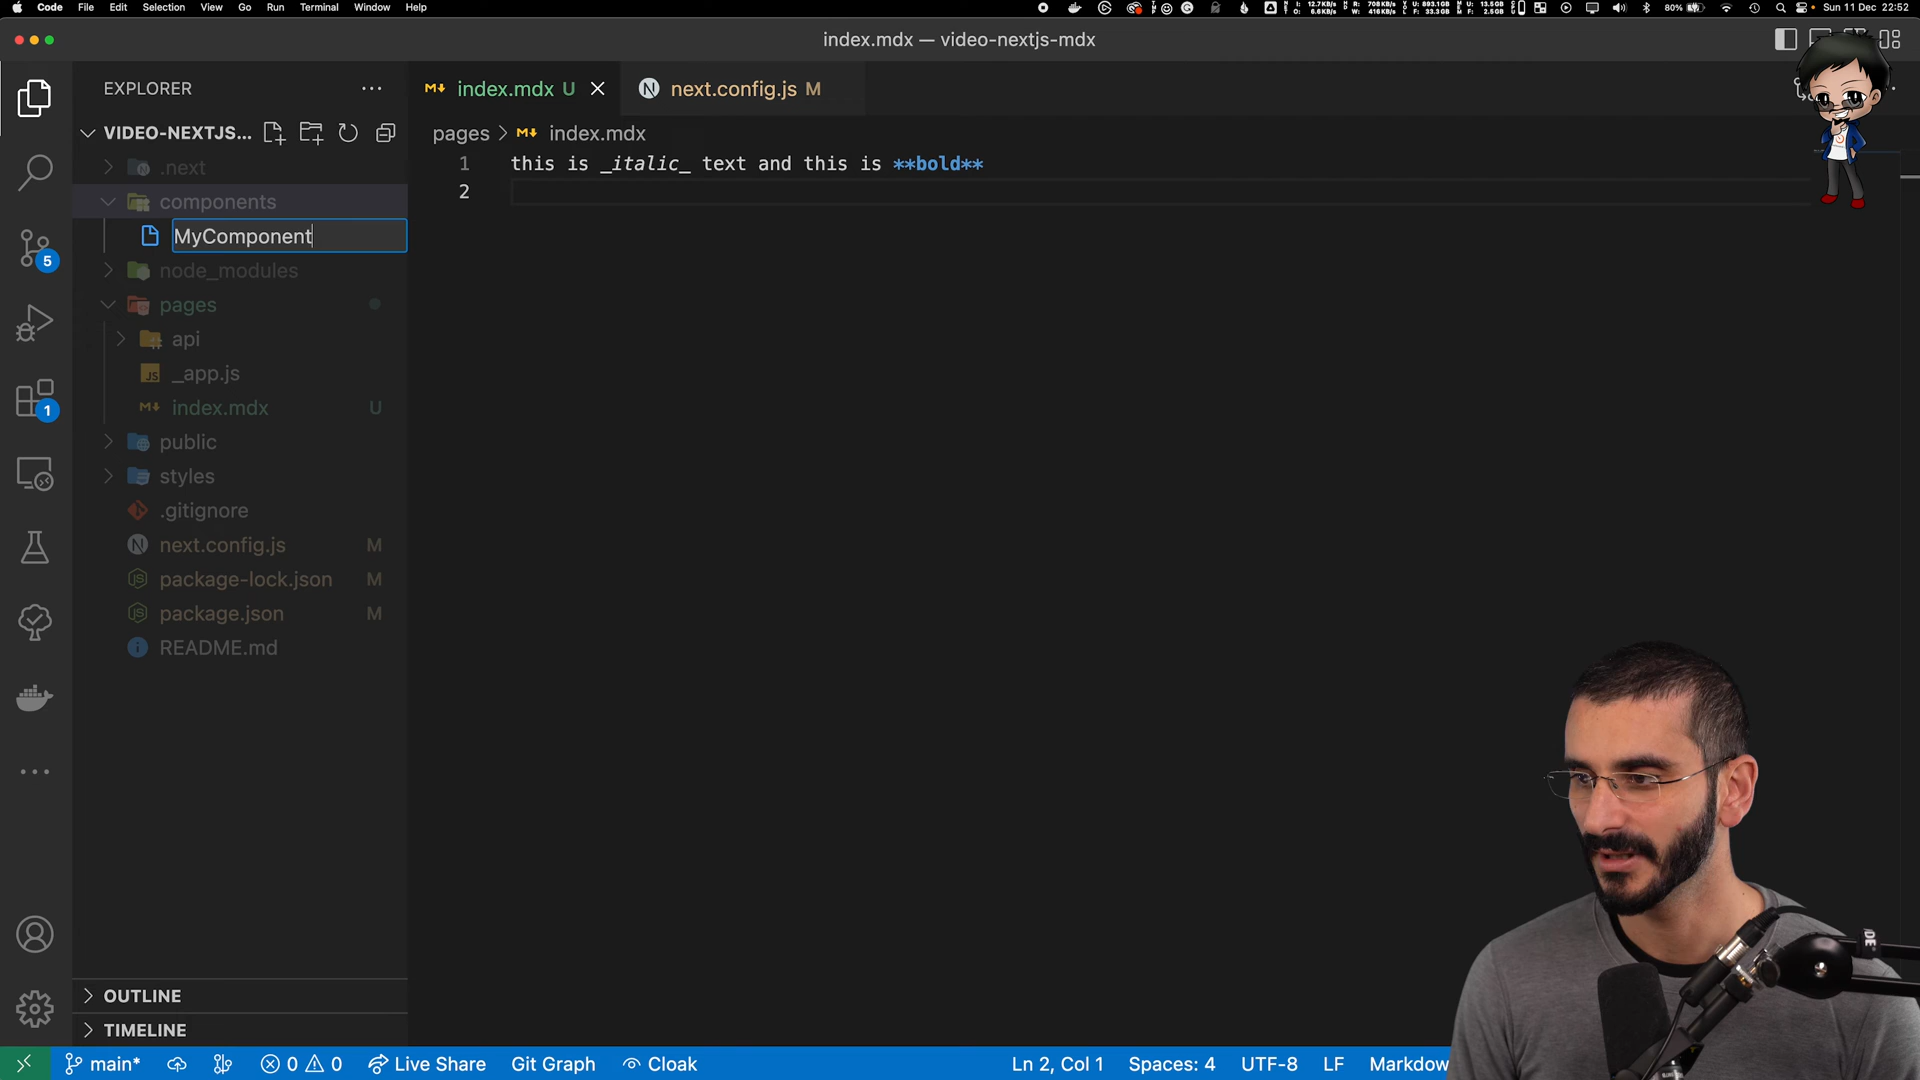 Code File Edit Selection View Go Run Terminal Window Help
80% Sun 11 Dec 22:52
index.mdx — video-nextjs-mdx
EXPLORER
index.mdx U
next.config.js M
VIDEO-NEXTJS...
pages > index.mdx
.next
1 this is _italic_ text and this is **bold**
components
2
MyComponent
5
node_modules
pages
api
_app.js
index.mdx U
1
public
styles
.gitignore
next.config.js M
package-lock.json M
package.json M
README.md
OUTLINE
TIMELINE
main* 0 0 Live Share Git Graph Cloak Ln 2, Col 1 Spaces: 4 UTF-8 LF Markdow